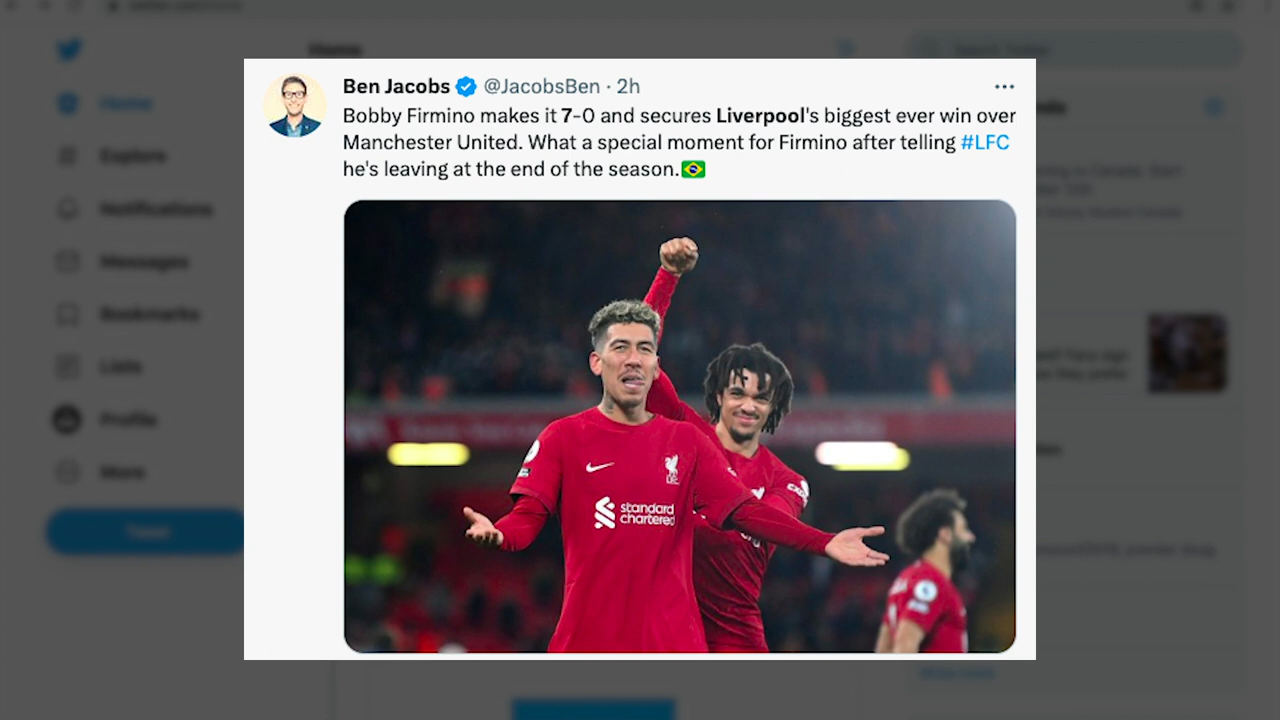 Home
Home
Explore
Notifications
Messages
Bookmarks
Lists
Profile
More
Tweet
Ben Jacobs @JacobsBen · 2h
Bobby Firmino makes it 7-0 and secures Liverpool's biggest ever win over
Manchester United. What a special moment for Firmino after telling #LFC
he's leaving at the end of the season.🇧🇷
standard
chartered
Show more